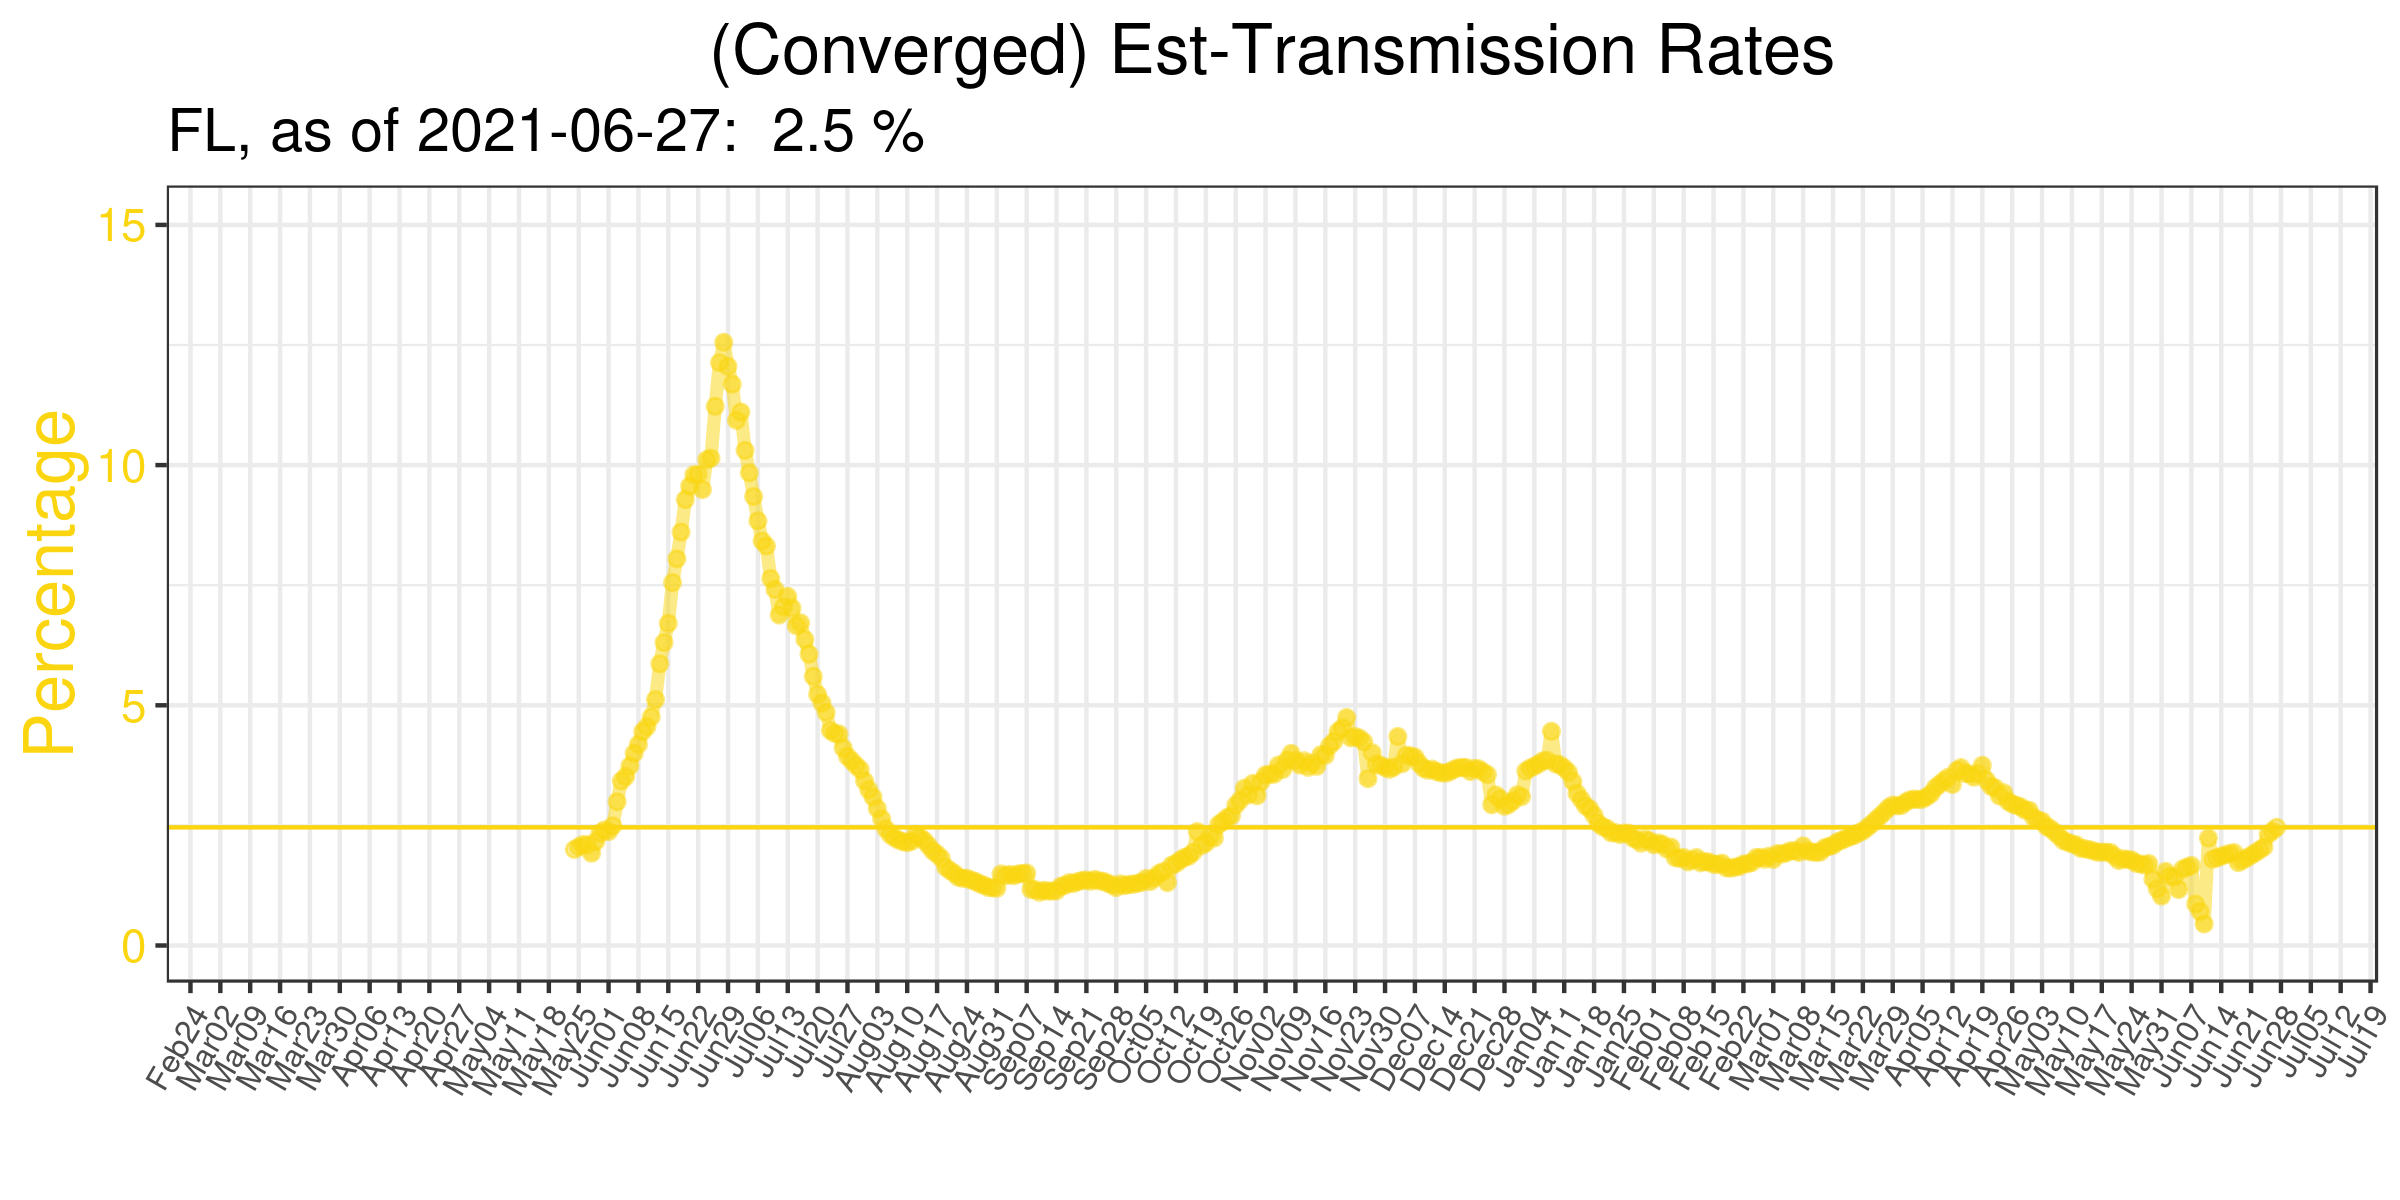 (Converged) Est-Transmission Rates
FL, as of 2021-06-27: 2.5 %
Percentage
15
10
5
0
Feb24
Mar02
Mar09
Mar16
Mar23
Mar30
Apr06
Apr13
Apr20
Apr27
May04
May11
May18
May25
Jun01
Jun08
Jun15
Jun22
Jun29
Jul06
Jul13
Jul20
Jul27
Aug03
Aug10
Aug17
Aug24
Aug31
Sep07
Sep14
Sep21
Sep28
Oct05
Oct12
Oct19
Oct26
Nov02
Nov09
Nov16
Nov23
Nov30
Dec07
Dec14
Dec21
Dec28
Jan04
Jan11
Jan18
Jan25
Feb01
Feb08
Feb15
Feb22
Mar01
Mar08
Mar15
Mar22
Mar29
Apr05
Apr12
Apr19
Apr26
May03
May10
May17
May24
May31
Jun07
Jun14
Jun21
Jun28
Jul05
Jul12
Jul19